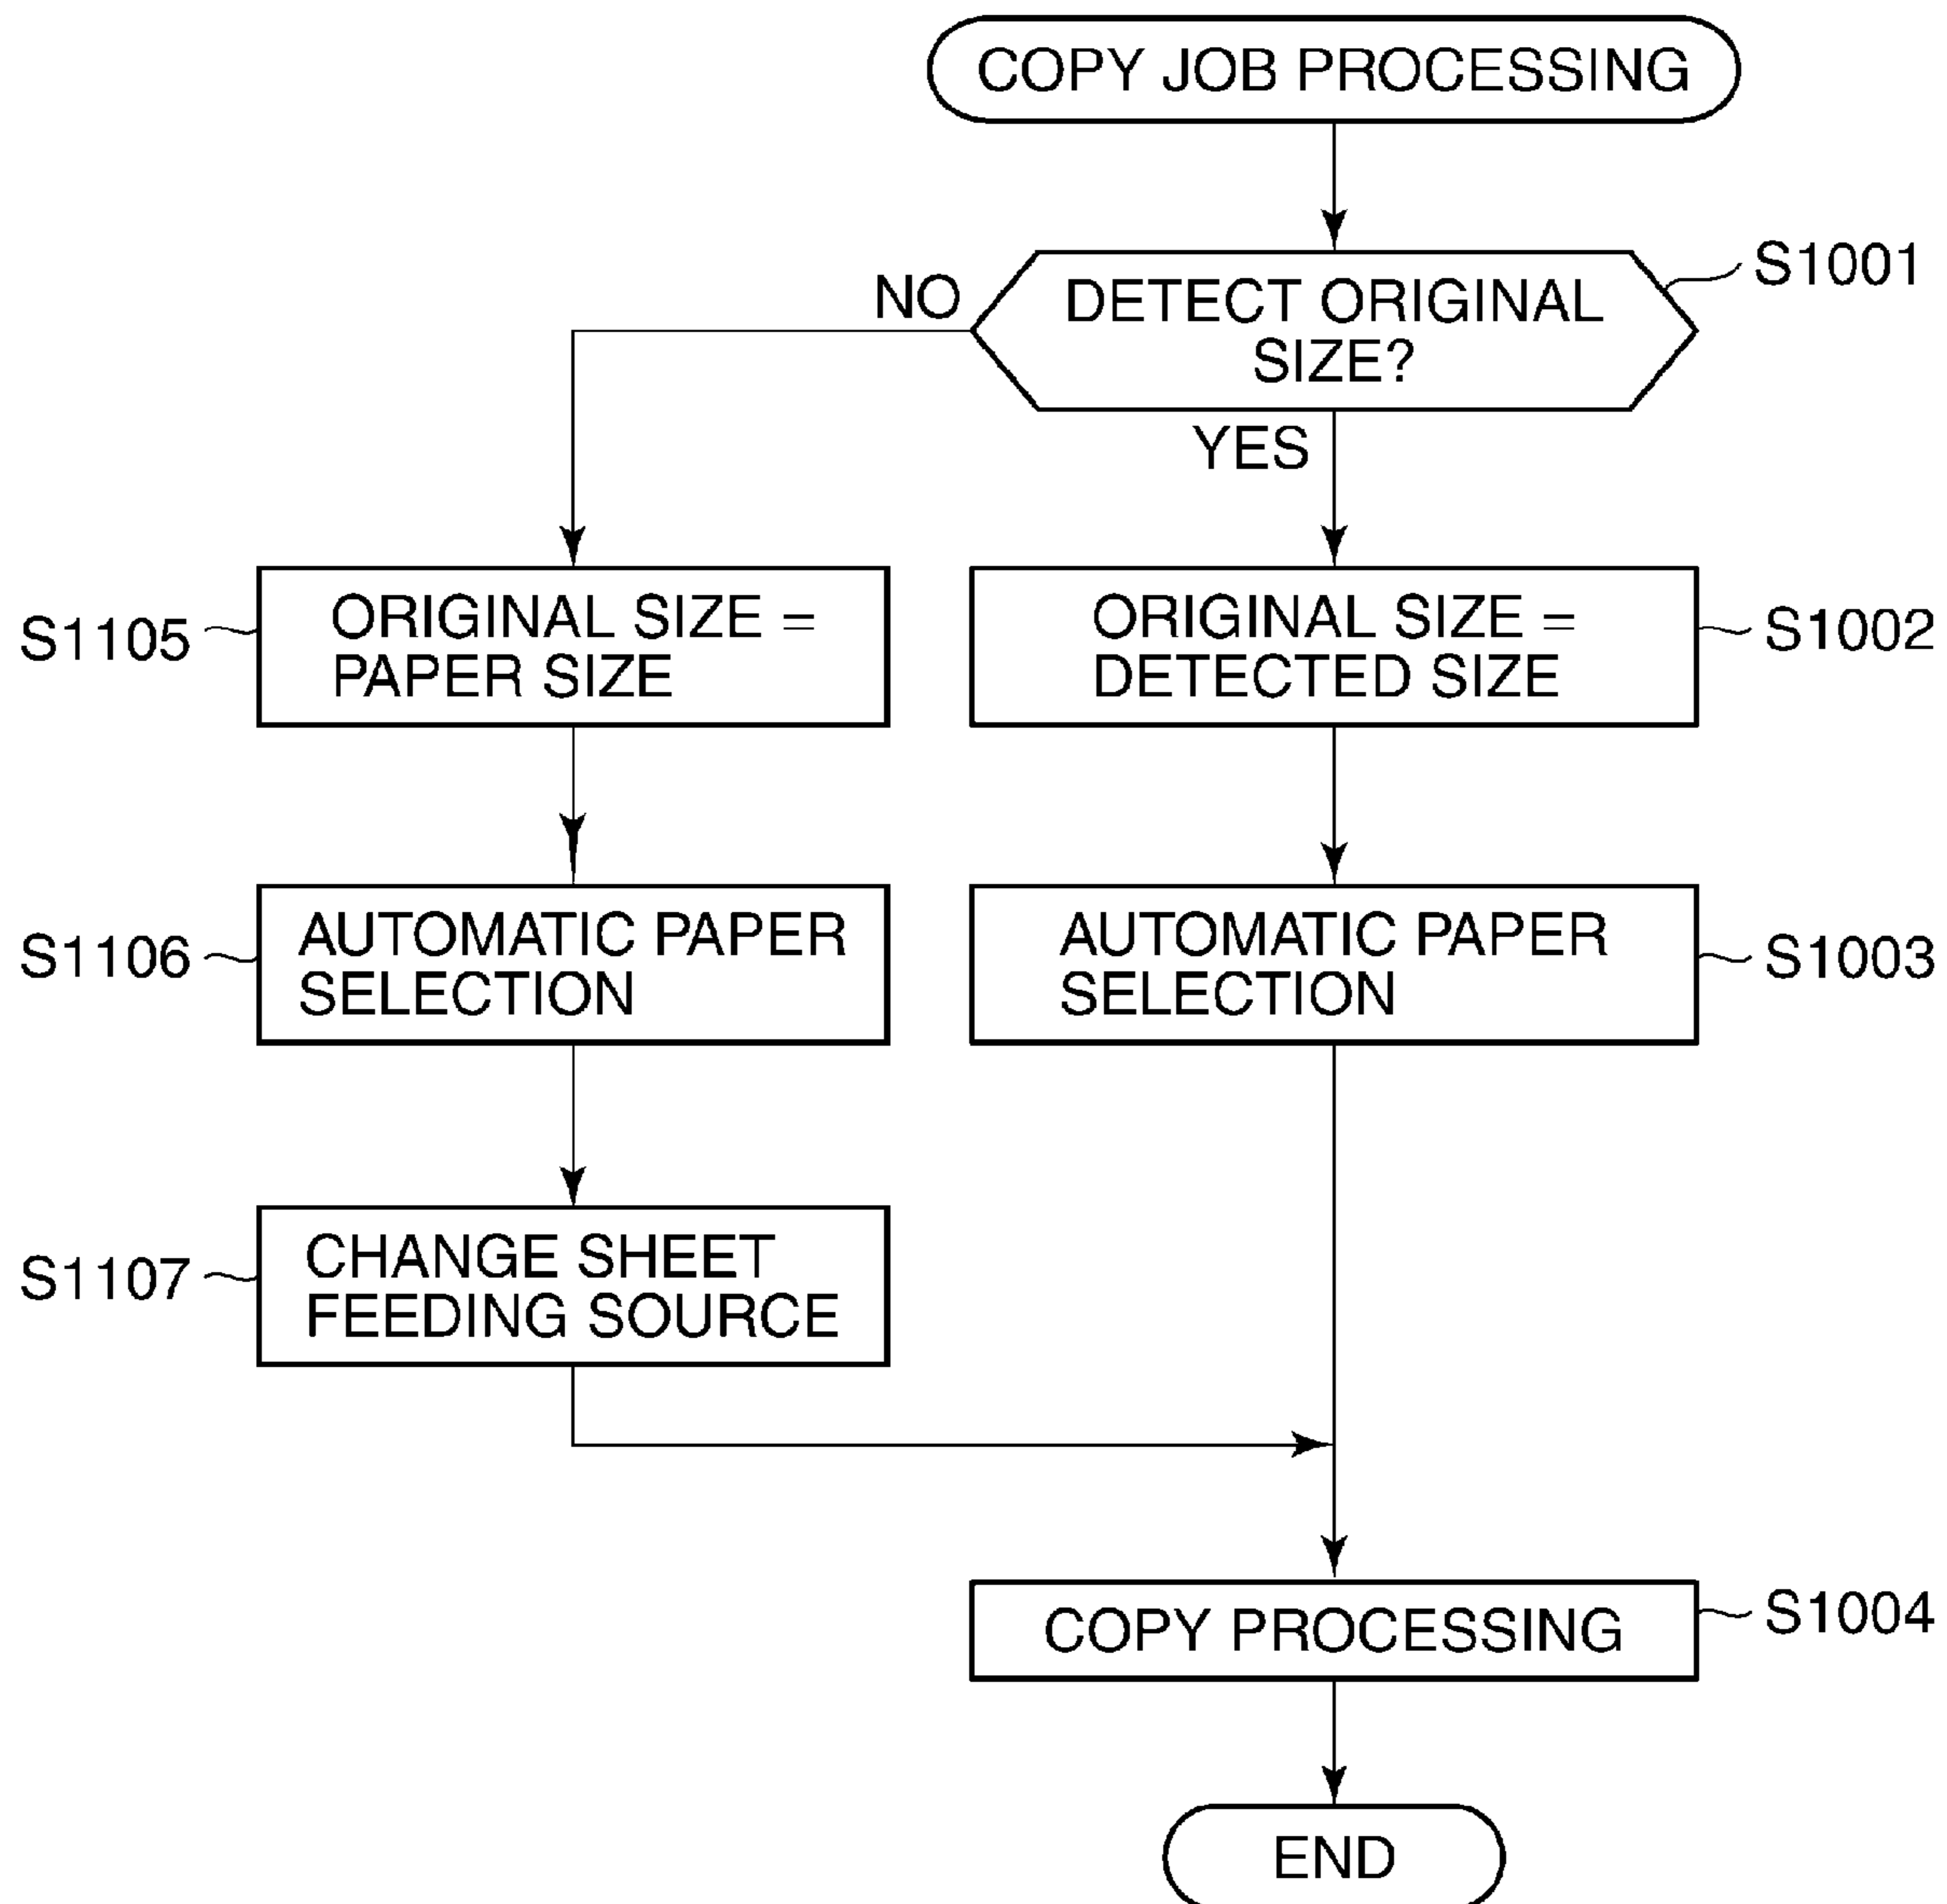 COPY JOB PROCESSING
S1001
NO
DETECT ORIGINAL
SIZE?
YES
S1105
ORIGINAL SIZE =
PAPER SIZE
ORIGINAL SIZE =
DETECTED SIZE
S1002
S1106
AUTOMATIC PAPER
SELECTION
AUTOMATIC PAPER
SELECTION
S1003
S1107
CHANGE SHEET
FEEDING SOURCE
COPY PROCESSING
S1004
END